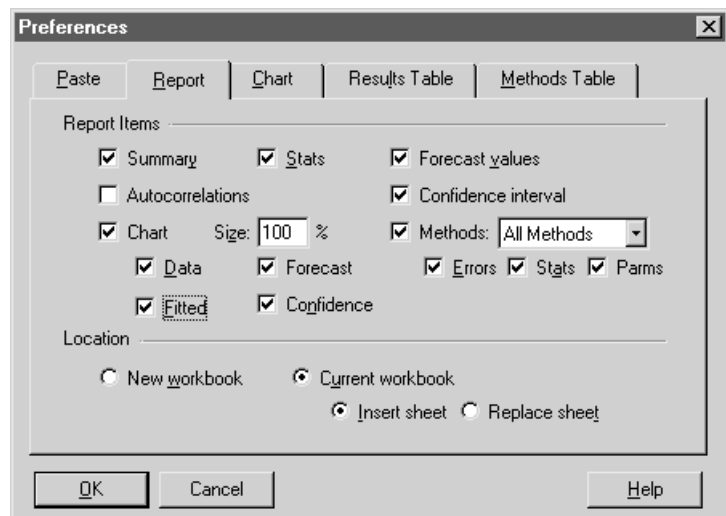 Preferences
Paste Report Chart Results Table Methods Table
Report Items
Summary Stats Forecast values
Autocorrelations Confidence interval
Chart Size: 100 % Methods: All Methods
Data Forecast Errors Stats Parms
Fitted Confidence
Location
New workbook Current workbook
Insert sheet Replace sheet
OK Cancel Help